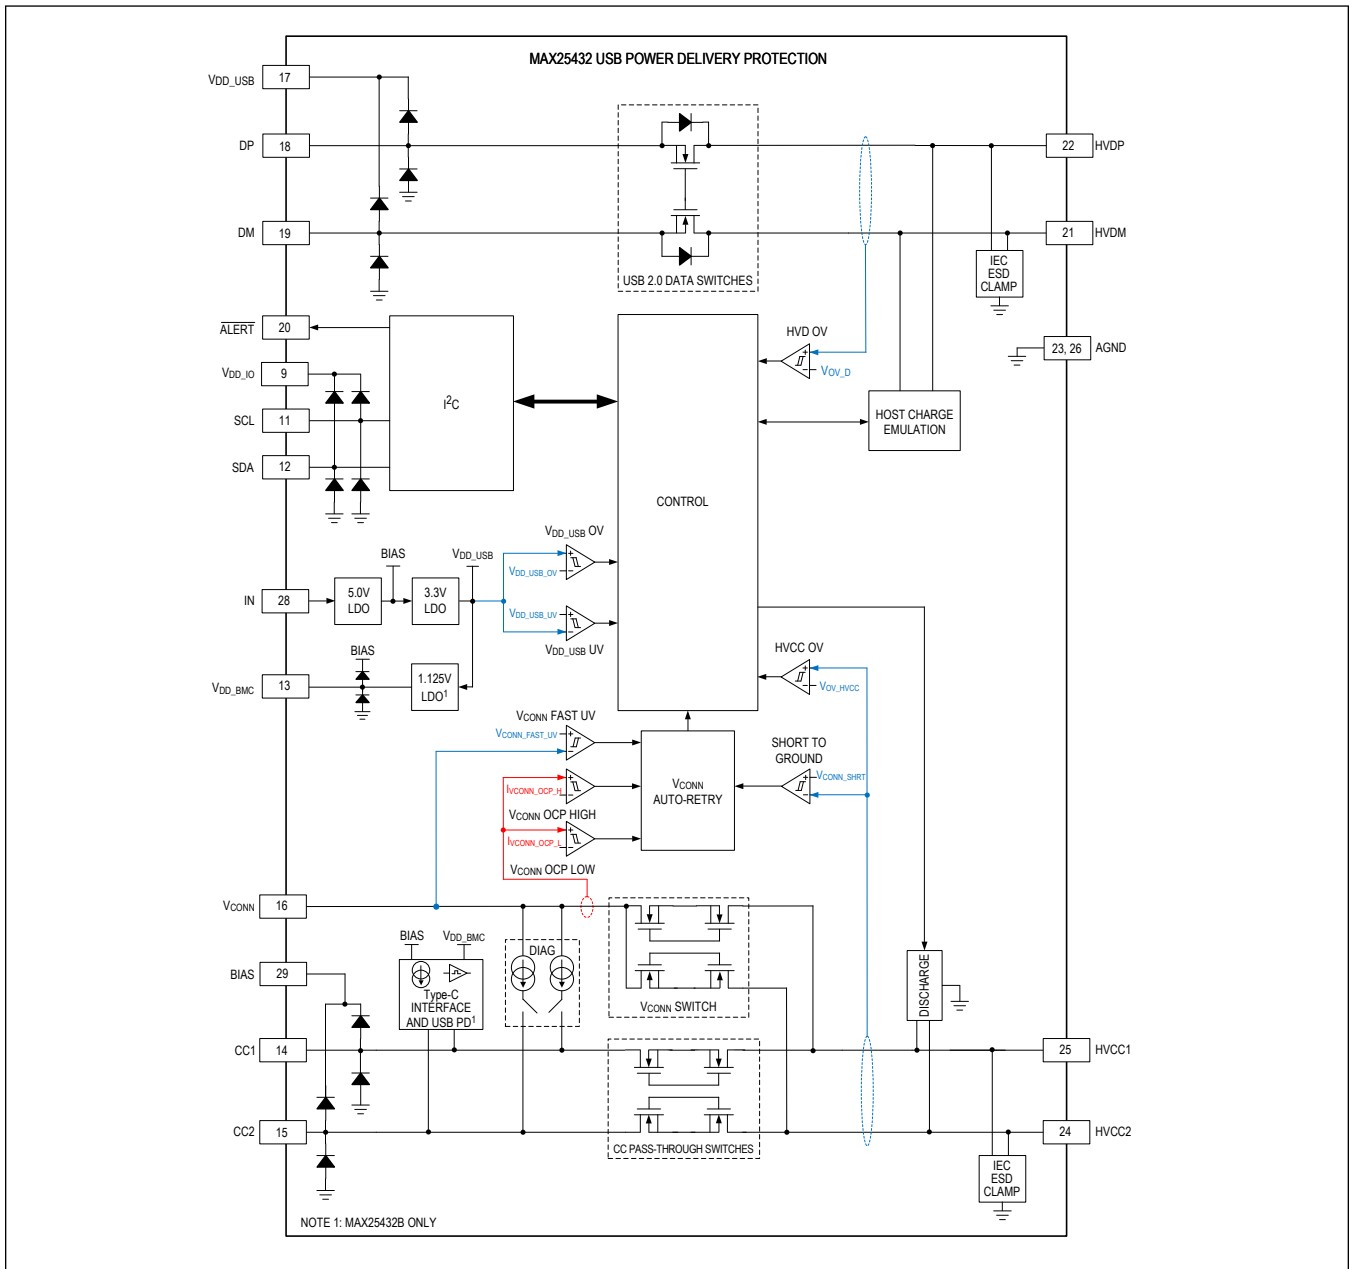 MAX25432 USB POWER DELIVERY PROTECTION
VDD_USB 17
DP 18
22 HVDP
DM 19
21 HVDM
USB 2.0 DATA SWITCHES
IEC
ESD
CLAMP
ALERT 20
23, 26 AGND
HVD OV
+
-
VOV_D
VDD_IO 9
I2C
SCL 11
HOST CHARGE
EMULATION
SDA 12
CONTROL
VDD_USB OV
+
-
VDD_USB_OV
BIAS
VDD_USB
IN 28
5.0V
LDO
3.3V
LDO
VDD_USB_UV
+
-
VDD_USB UV
BIAS
VDD_BMC 13
1.125V
LDO1
HVCC OV
+
-
VOV_HVCC
VCONN FAST UV
VCONN_FAST_UV
+
-
SHORT TO
GROUND
VCONN_SHRT
+
-
VCONN
AUTO-RETRY
+
-
IVCONN_OCP_H
VCONN OCP HIGH
+
-
IVCONN_OCP_L
VCONN OCP LOW
VCONN 16
BIAS
VDD_BMC
DIAG
BIAS 29
Type-C
INTERFACE
AND USB PD1
VCONN SWITCH
DISCHARGE
CC1 14
25 HVCC1
CC2 15
24 HVCC2
CC PASS-THROUGH SWITCHES
IEC
ESD
CLAMP
NOTE 1: MAX25432B ONLY